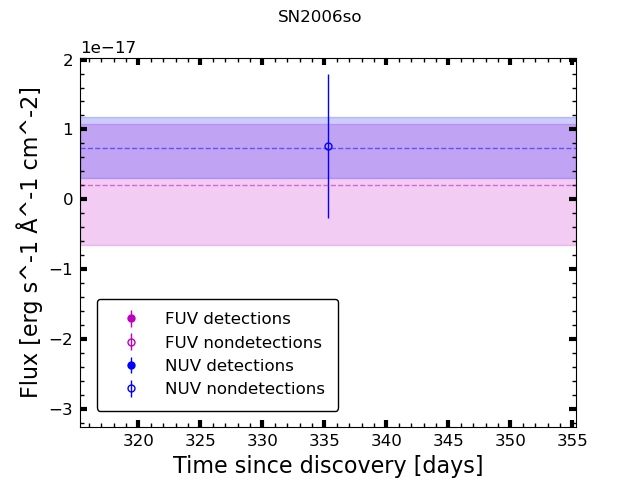 SN2006so
1e−17
2
1
0
−1
−2
−3
Flux [erg s^-1 Å^-1 cm^-2]
FUV detections
FUV nondetections
NUV detections
NUV nondetections
320 325 330 335 340 345 350 355
Time since discovery [days]